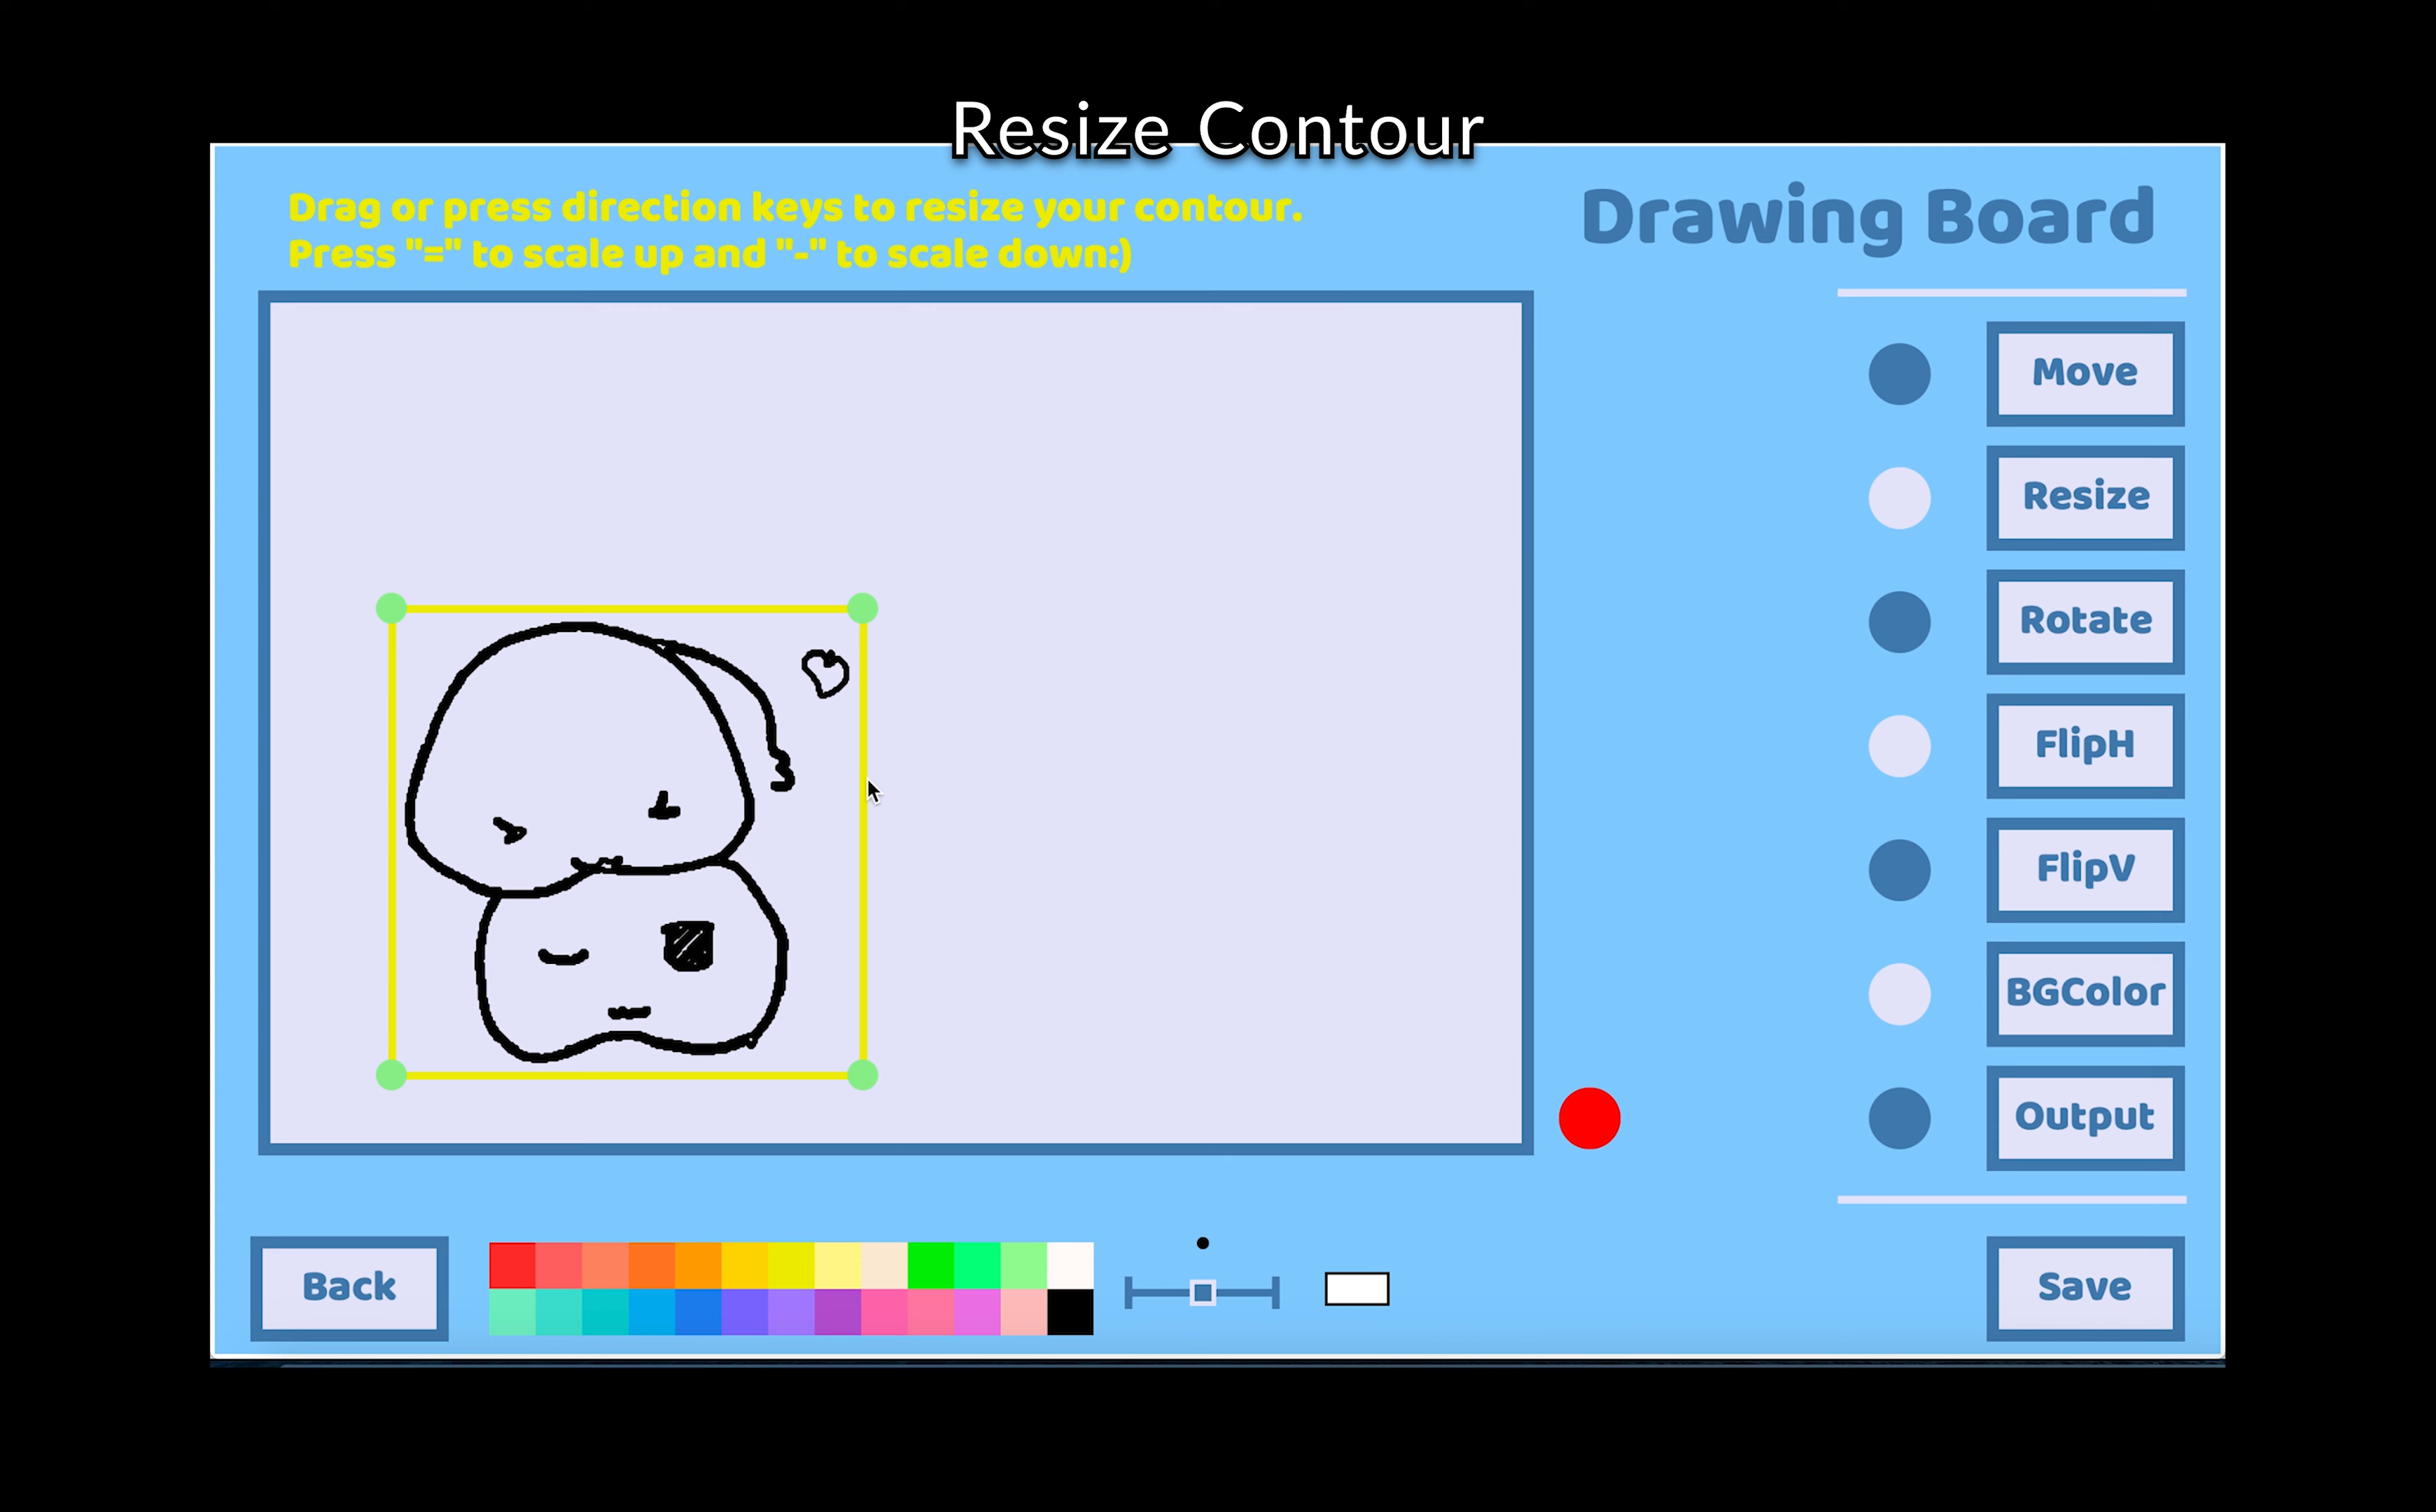 Resize Contour
Drag or press direction keys to resize your contour.
Press "=" to scale up and "-" to scale down:)
Drawing Board
Move
Resize
Rotate
FlipH
FlipV
BGColor
Output
Back
Save